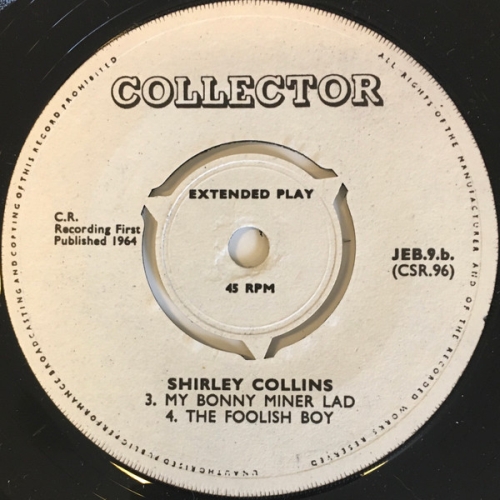 COLLECTOR
EXTENDED PLAY
C.R.
Recording First
Published 1964
JEB.9.b.
(CSR.96)
45 RPM
SHIRLEY COLLINS
3. MY BONNY MINER LAD
4. THE FOOLISH BOY
ALL RIGHTS OF THE MANUFACTURER AND OF THE RECORDED WORKS RESERVED
UNAUTHORISED PUBLIC PERFORMANCE BROADCASTING AND COPYING OF THIS RECORD PROHIBITED